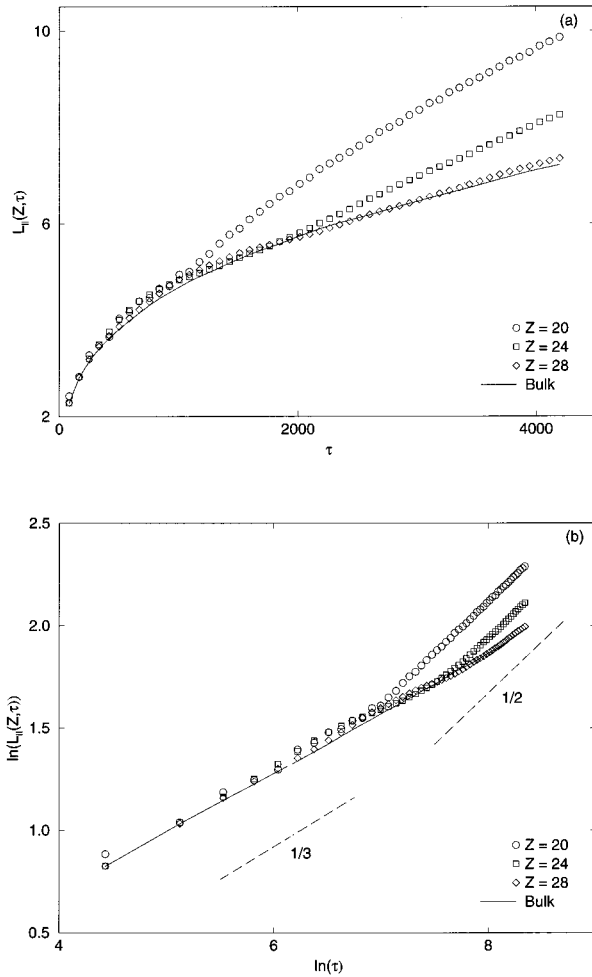 (a)
10
6
2
L||(Z,τ)
0
2000
4000
τ
Z = 20
Z = 24
Z = 28
Bulk
(b)
2.5
2.0
1.5
1.0
0.5
ln(L||(Z,τ))
1/2
1/3
Z = 20
Z = 24
Z = 28
Bulk
4
6
8
ln(τ)